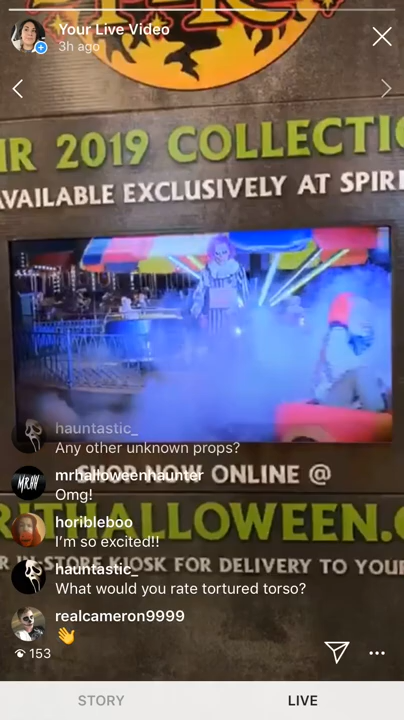 Your Live Video
3h ago
2019 COLLECTI
AVAILABLE EXCLUSIVELY AT SPIRI
hauntastic_
Any other unknown props?
mrhalloweenhaunter
SHOP NOW ONLINE @
Omg!
RITHALLOWEEN.C
horibleboo
I'm so excited!!
R IN-STORE KIOSK FOR DELIVERY TO YOUR
hauntastic_
What would you rate tortured torso?
realcameron9999
👋
153
STORY
LIVE